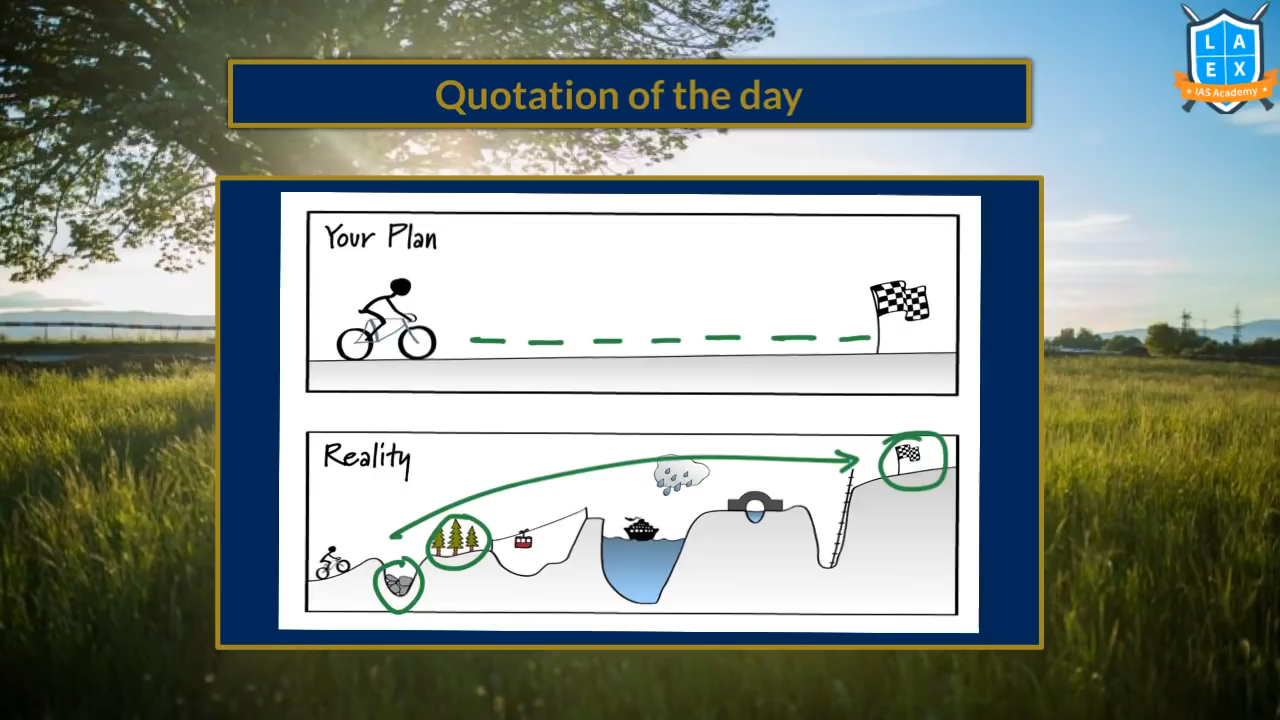 L A
E X
IAS Academy
Quotation of the day
Your Plan
Reality